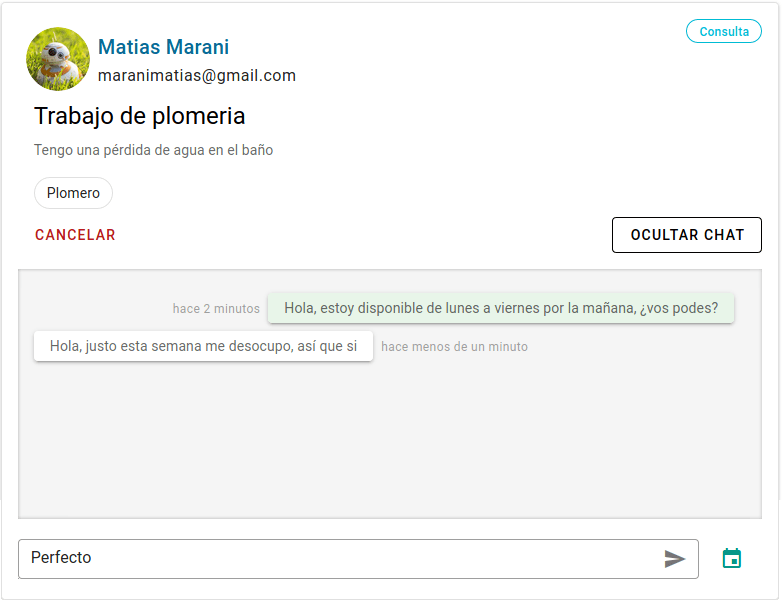 Matias Marani
Consulta
maranimatias@gmail.com
Trabajo de plomeria
Tengo una pérdida de agua en el baño
Plomero
CANCELAR
OCULTAR CHAT
hace 2 minutos
Hola, estoy disponible de lunes a viernes por la mañana, ¿vos podes?
Hola, justo esta semana me desocupo, así que si
hace menos de un minuto
Perfecto